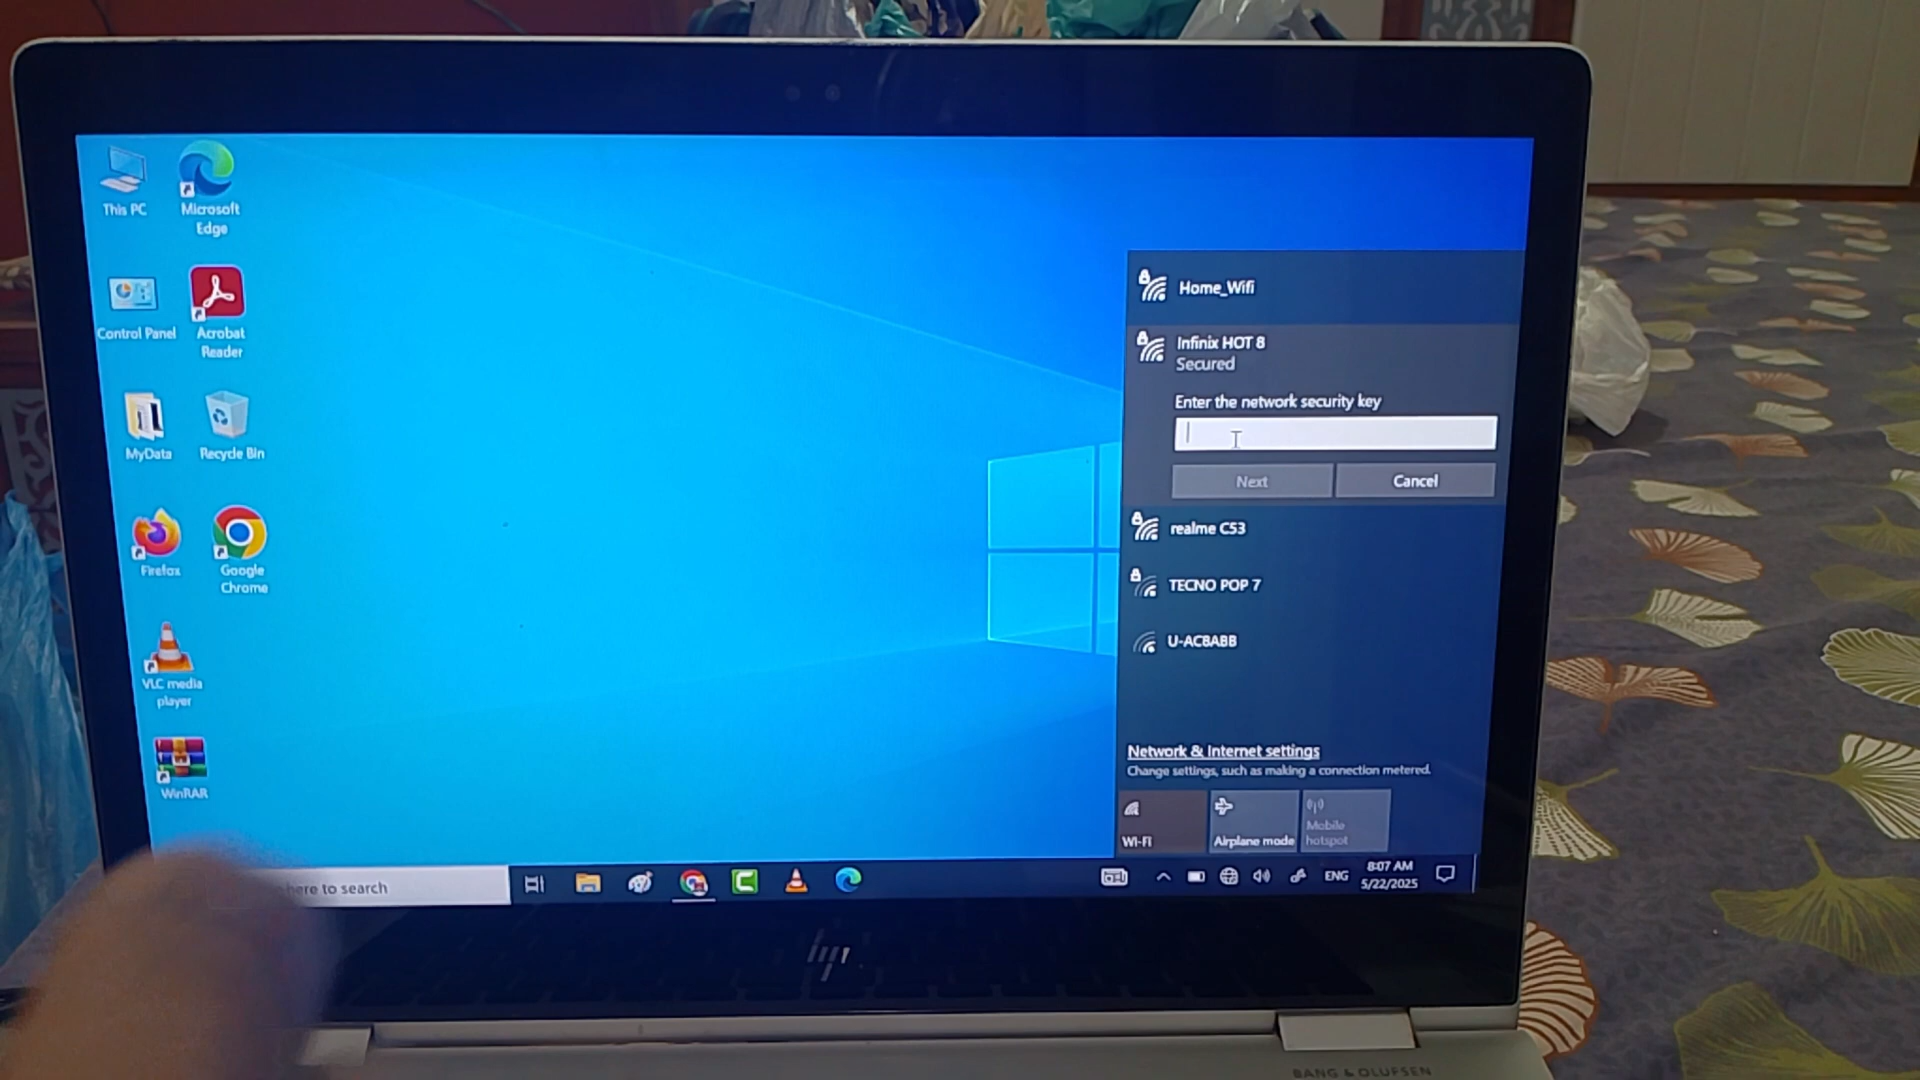 This PC
Microsoft
Edge
Control Panel
Acrobat
Reader
MyData
Recycle Bin
Firefox
Google
Chrome
VLC media
player
WinRAR
Home_Wifi
Infinix HOT 8
Secured
Enter the network security key
Next
Cancel
realme C53
TECNO POP 7
U-ACBABB
Network & Internet settings
Change settings, such as making a connection metered.
Wi-Fi
Airplane mode
Mobile
hotspot
here to search
ENG
8:07 AM
5/22/2025
hp
BANG & OLUFSEN